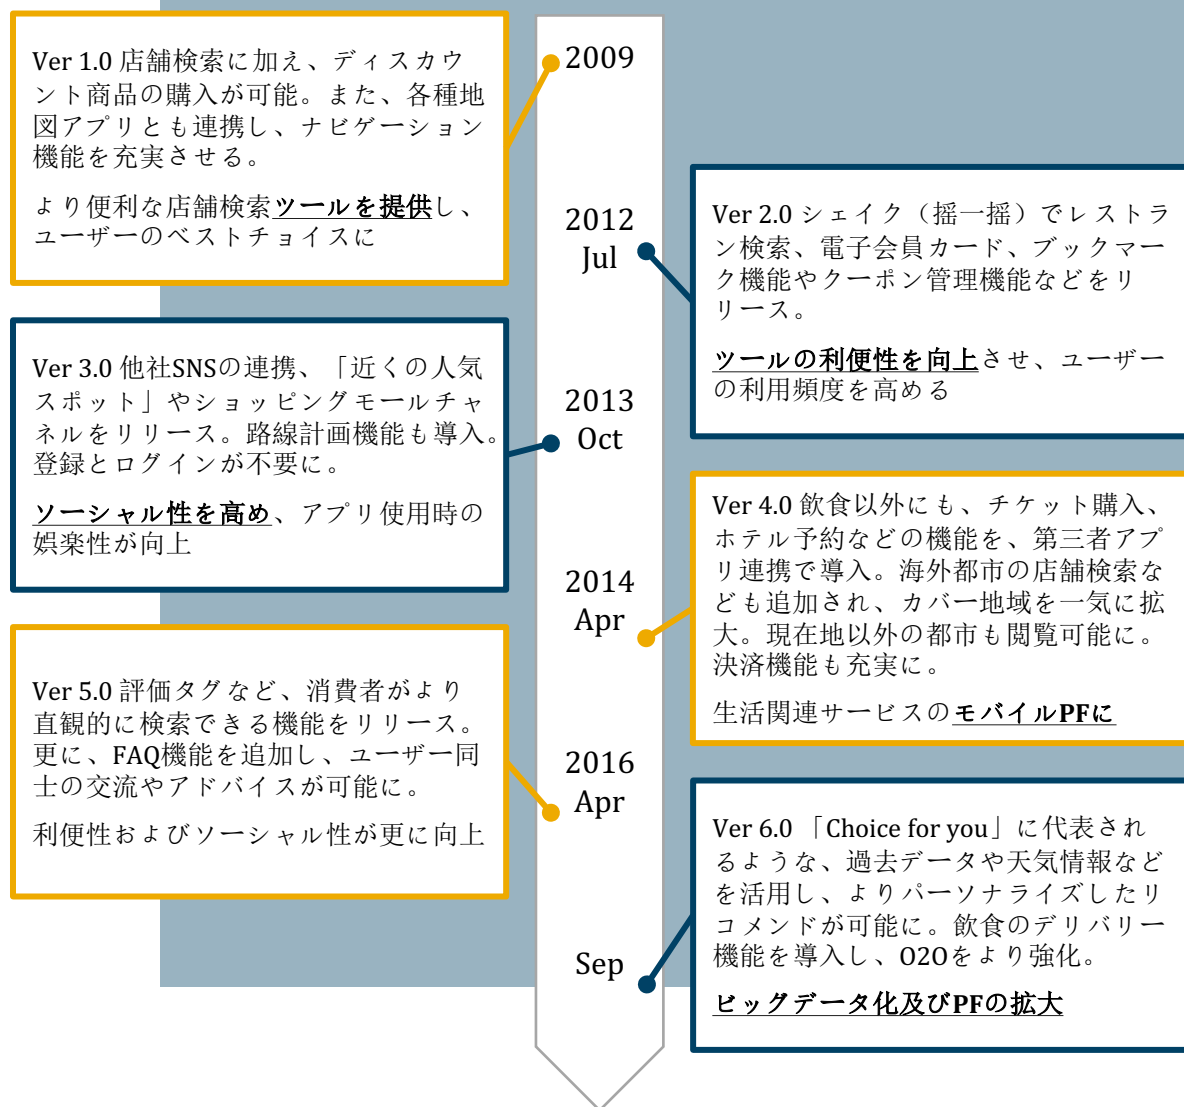 2009
Ver 1.0 店舗検索に加え、ディスカウ
ント商品の購入が可能。また、各種地
図アプリとも連携し、ナビゲーション
機能を充実させる。
より便利な店舗検索ツールを提供し、
ユーザーのベストチョイスに
2012
Jul
Ver 2.0 シェイク（揺一揺）でレストラ
ン検索、電子会員カード、ブックマー
ク機能やクーポン管理機能などをリ
リース。
ツールの利便性を向上させ、ユーザー
の利用頻度を高める
2013
Oct
Ver 3.0 他社SNSの連携、「近くの人気
スポット」やショッピングモールチャ
ネルをリリース。路線計画機能も導入。
登録とログインが不要に。
ソーシャル性を高め、アプリ使用時の
娯楽性が向上
2014
Apr
Ver 4.0 飲食以外にも、チケット購入、
ホテル予約などの機能を、第三者アプ
リ連携で導入。海外都市の店舗検索な
ども追加され、カバー地域を一気に拡
大。現在地以外の都市も閲覧可能に。
決済機能も充実に。
生活関連サービスのモバイルPFに
2016
Apr
Ver 5.0 評価タグなど、消費者がより
直観的に検索できる機能をリリース。
更に、FAQ機能を追加し、ユーザー同
士の交流やアドバイスが可能に。
利便性およびソーシャル性が更に向上
Sep
Ver 6.0 「Choice for you」に代表され
るような、過去データや天気情報など
を活用し、よりパーソナライズしたリ
コメンドが可能に。飲食のデリバリー
機能を導入し、O2Oをより強化。
ビッグデータ化及びPFの拡大